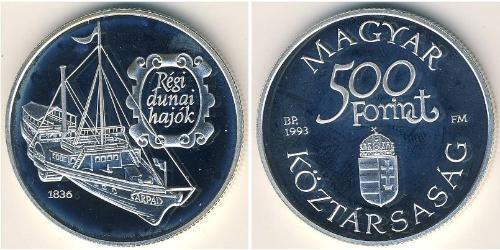 Régi
dunai
hajók
1836
ÁRPÁD
MAGYAR
500
Forint
BP.
1993
FM
KÖZTÁRSASÁG